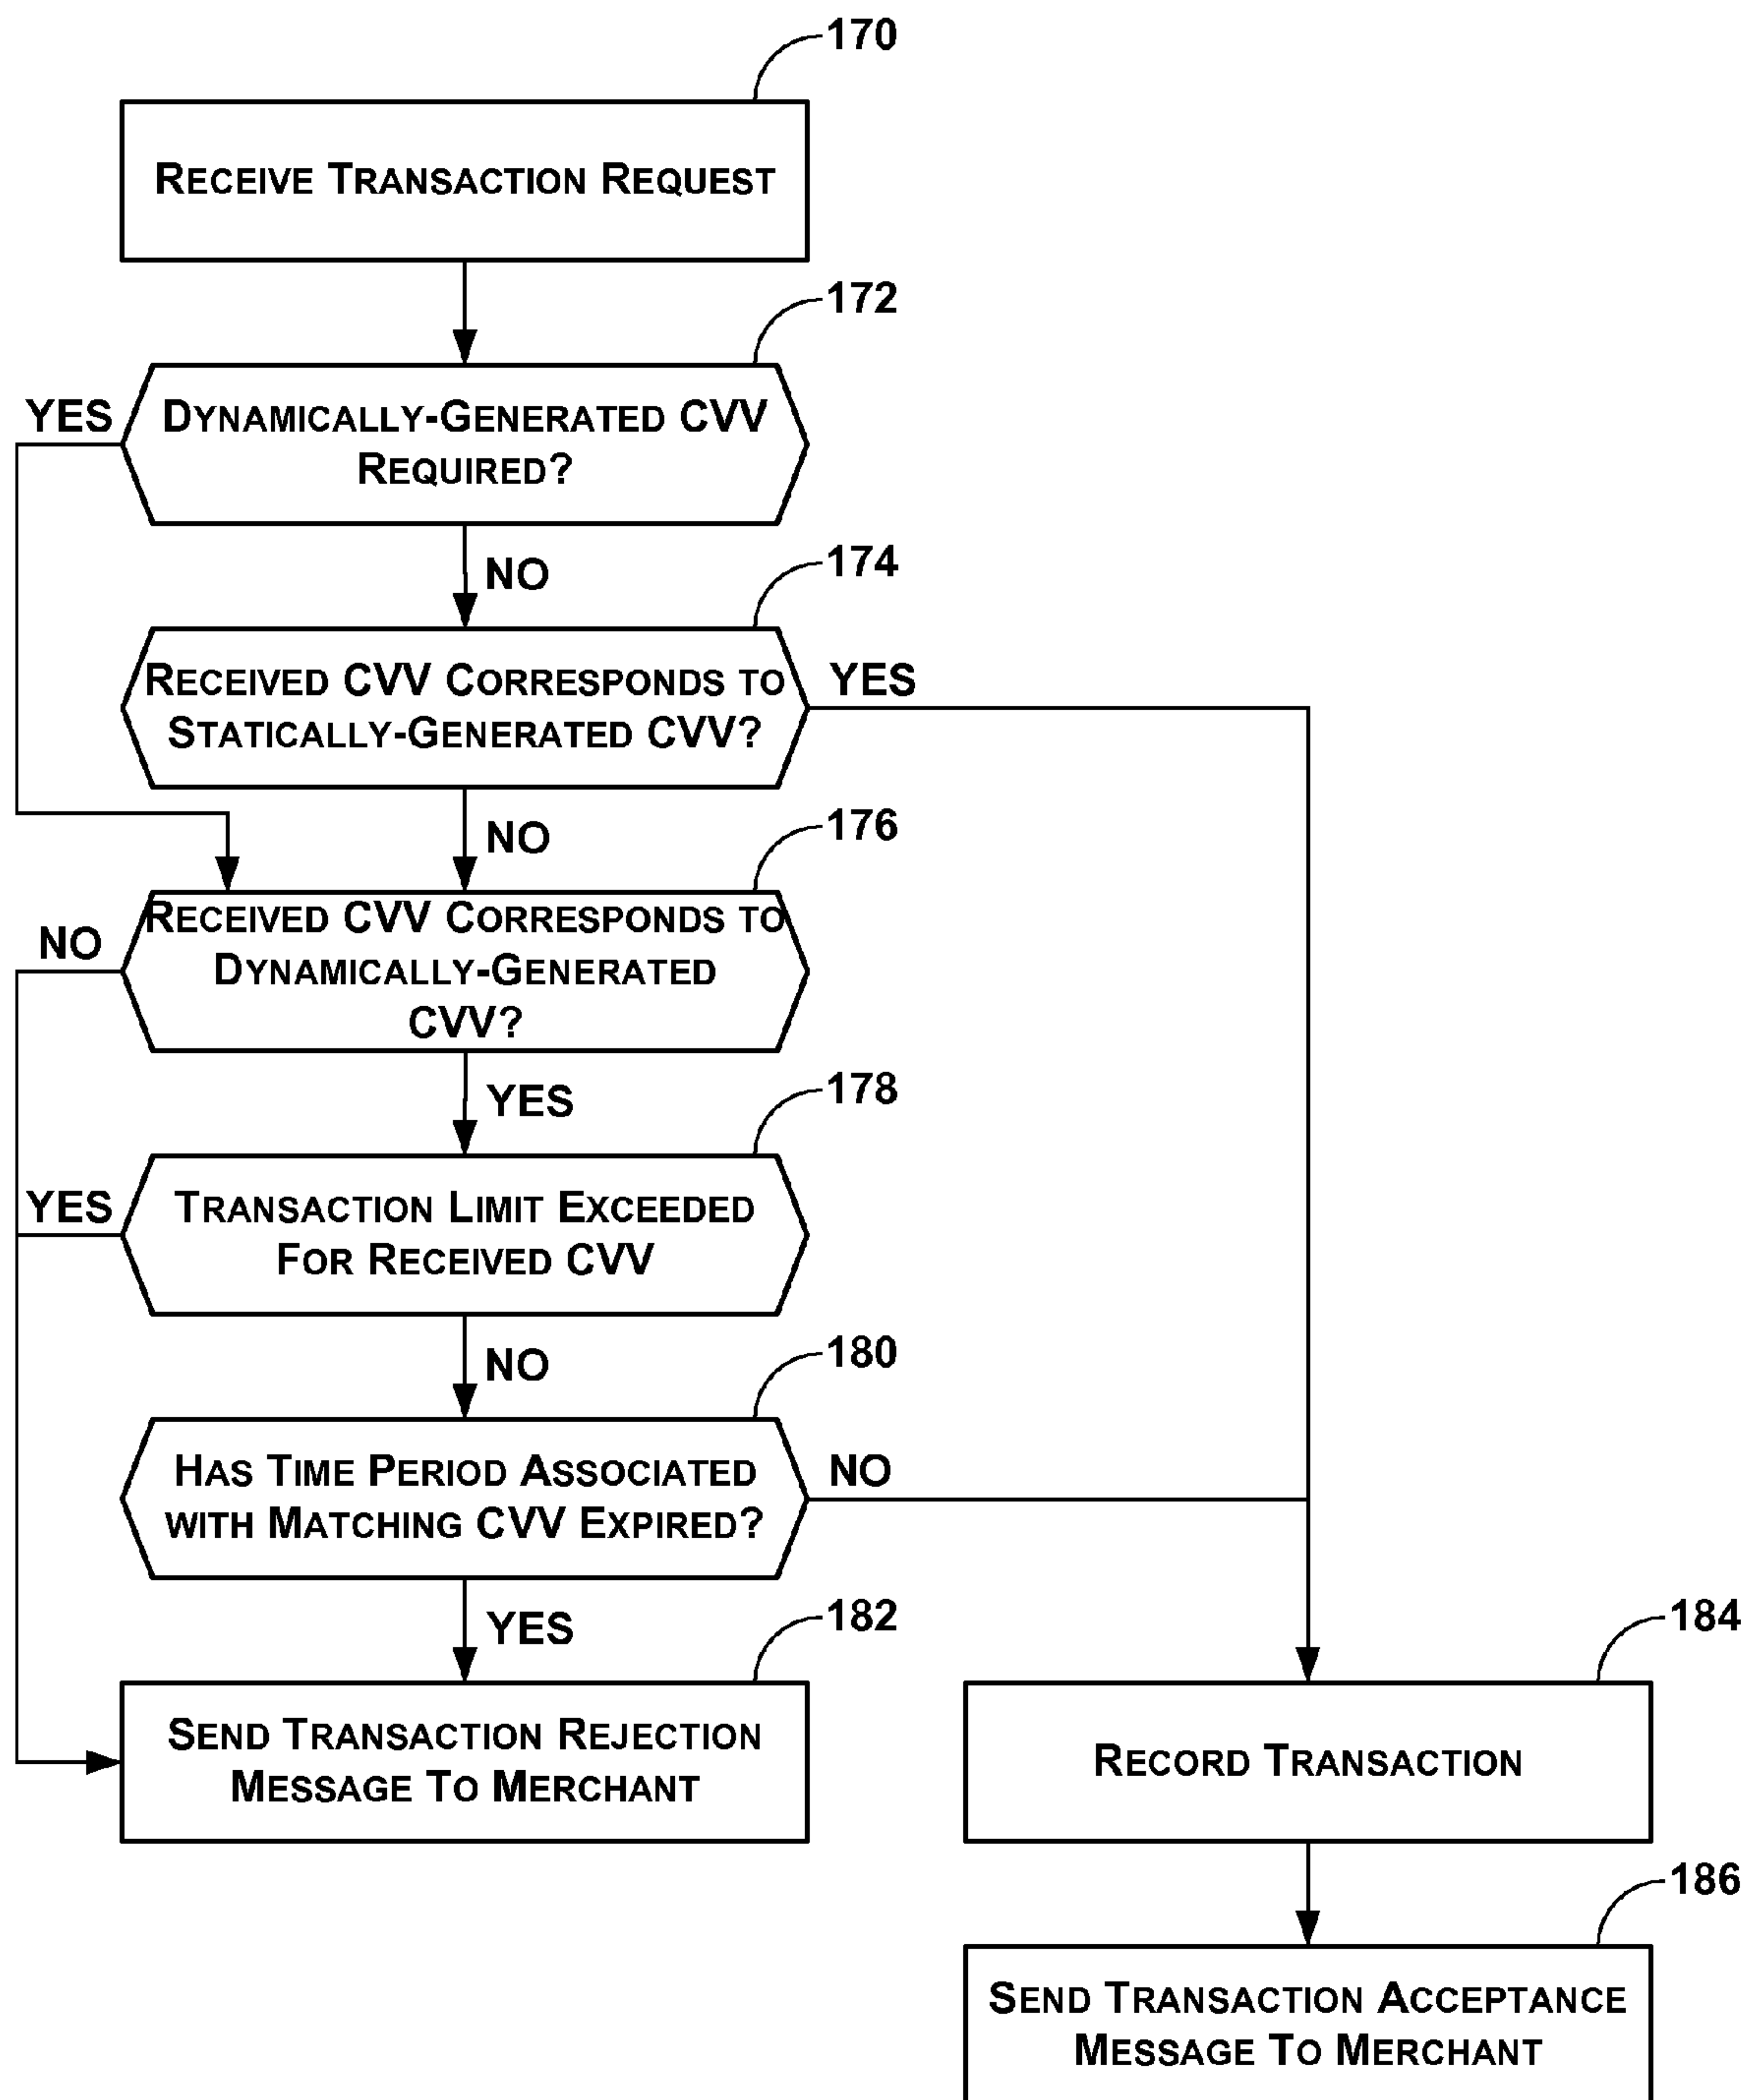 170
RECEIVE TRANSACTION REQUEST
172
YES
DYNAMICALLY-GENERATED CVV
REQUIRED?
NO
174
RECEIVED CVV CORRESPONDS TO
STATICALLY-GENERATED CVV?
YES
NO
176
NO
RECEIVED CVV CORRESPONDS TO
DYNAMICALLY-GENERATED
CVV?
YES
178
YES
TRANSACTION LIMIT EXCEEDED
FOR RECEIVED CVV
NO
180
HAS TIME PERIOD ASSOCIATED
WITH MATCHING CVV EXPIRED?
NO
YES
182
SEND TRANSACTION REJECTION
MESSAGE TO MERCHANT
184
RECORD TRANSACTION
186
SEND TRANSACTION ACCEPTANCE
MESSAGE TO MERCHANT